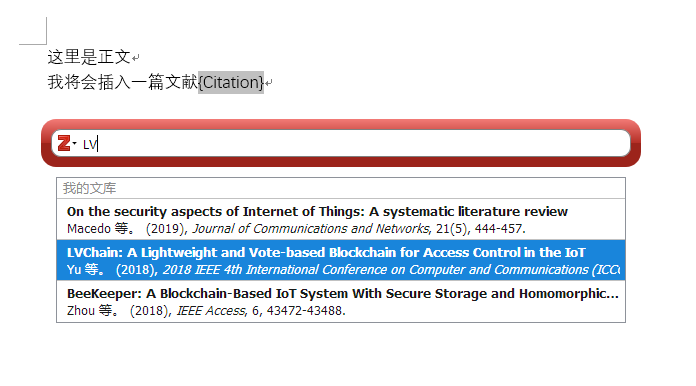 这里是正文
我将会插入一篇文献{Citation}
Z LV
我的文库
On the security aspects of Internet of Things: A systematic literature review
Macedo 等。 (2019), Journal of Communications and Networks, 21(5), 444-457.
LVChain: A Lightweight and Vote-based Blockchain for Access Control in the IoT
Yu 等。 (2018), 2018 IEEE 4th International Conference on Computer and Communications (ICCC
BeeKeeper: A Blockchain-Based IoT System With Secure Storage and Homomorphic...
Zhou 等。 (2018), IEEE Access, 6, 43472-43488.